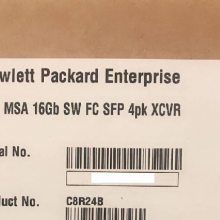 wlett Packard Enterprise
MSA 16Gb SW FC SFP 4pk XCVR
al No.
duct No. C8R24B